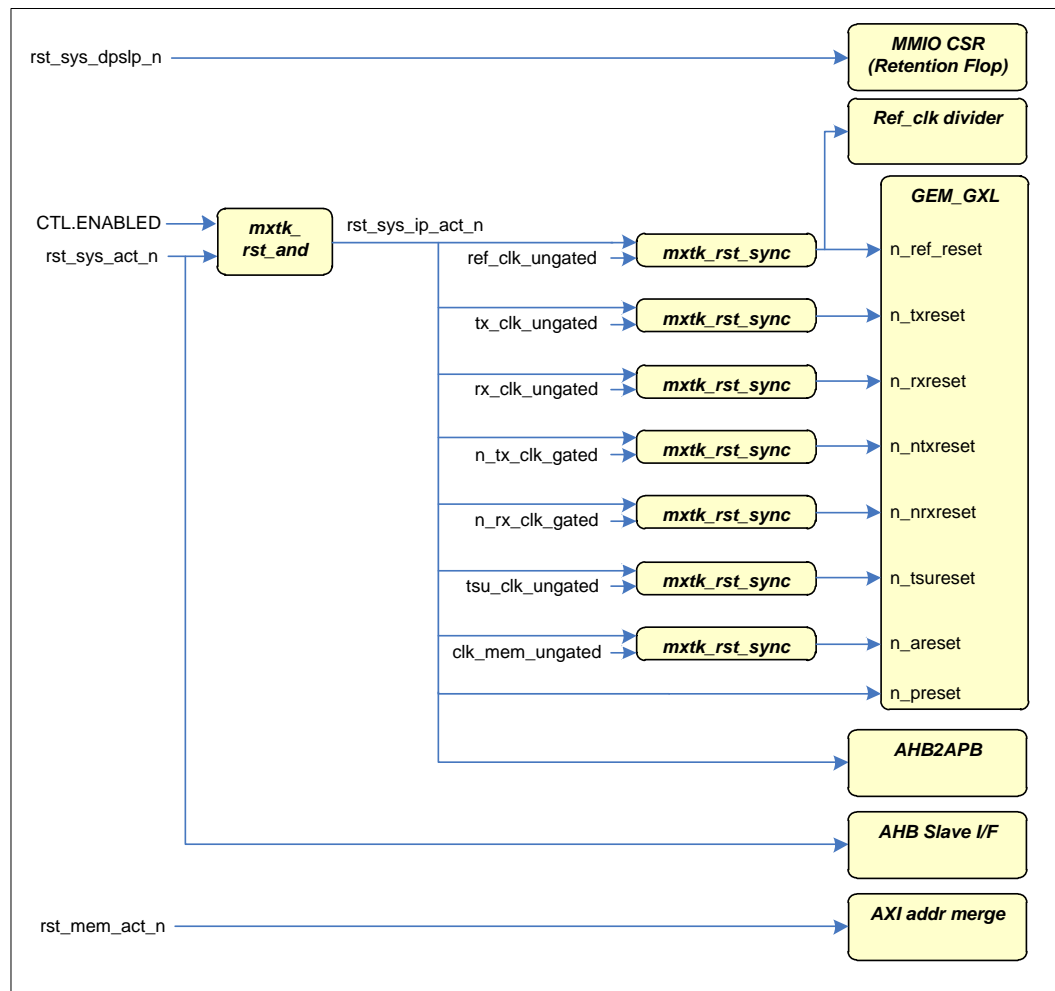 rst_sys_dpslp_n
MMIO CSR
(Retention Flop)
Ref_clk divider
GEM_GXL
CTL.ENABLED
rst_sys_act_n
mxtk_
rst_and
rst_sys_ip_act_n
ref_clk_ungated
mxtk_rst_sync
n_ref_reset
tx_clk_ungated
mxtk_rst_sync
n_txreset
rx_clk_ungated
mxtk_rst_sync
n_rxreset
n_tx_clk_gated
mxtk_rst_sync
n_ntxreset
n_rx_clk_gated
mxtk_rst_sync
n_nrxreset
tsu_clk_ungated
mxtk_rst_sync
n_tsureset
clk_mem_ungated
mxtk_rst_sync
n_areset
n_preset
AHB2APB
AHB Slave I/F
rst_mem_act_n
AXI addr merge